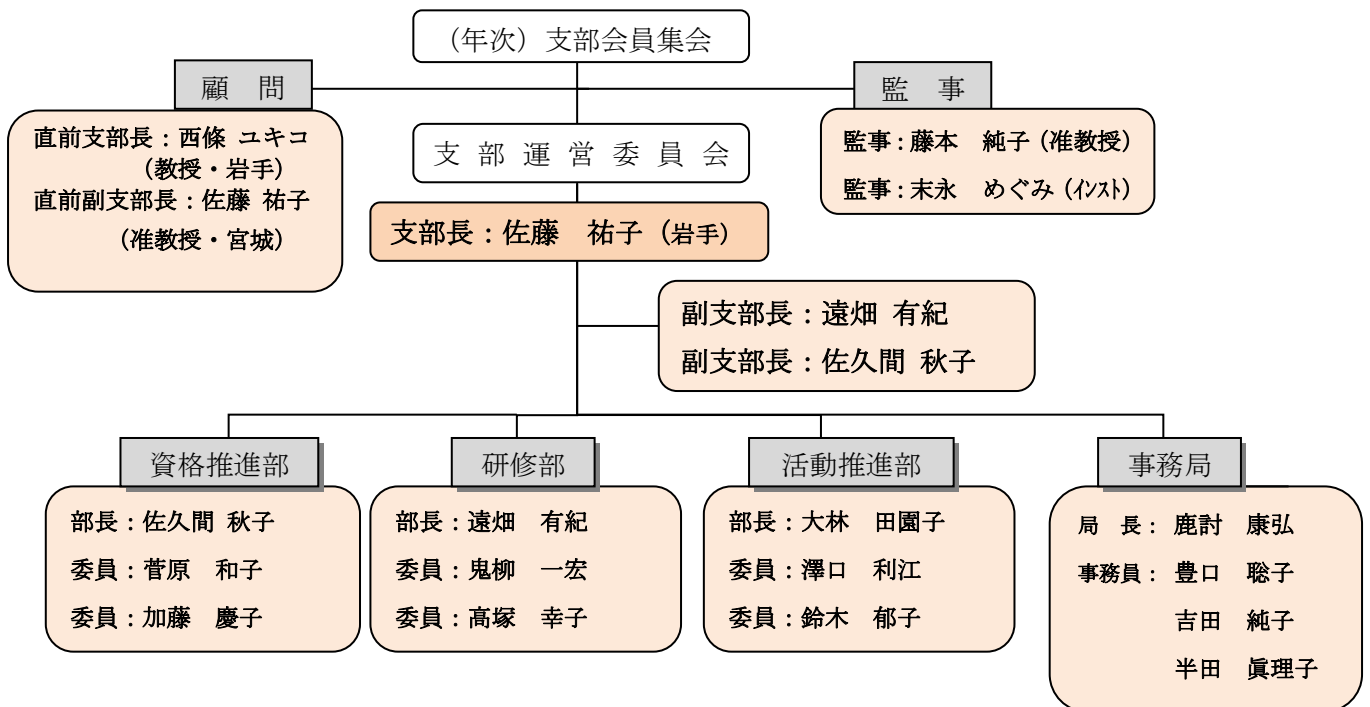 （年次）支部会員集会
顧　問
直前支部長：西條 ユキコ
（教授・岩手）
直前副支部長：佐藤 祐子
（准教授・宮城）
監　事
監事：藤本　純子（准教授）
監事：末永　めぐみ（インスト）
支 部 運 営 委 員 会
支部長：佐藤　祐子（岩手）
副支部長：遠畑 有紀
副支部長：佐久間 秋子
資格推進部
部長：佐久間 秋子
委員：菅原　和子
委員：加藤　慶子
研修部
部長：遠畑　有紀
委員：鬼柳　一宏
委員：高塚　幸子
活動推進部
部長：大林　田園子
委員：澤口　利江
委員：鈴木　郁子
事務局
局　長：鹿討　康弘
事務員：豊口　聡子
吉田　純子
半田　眞理子